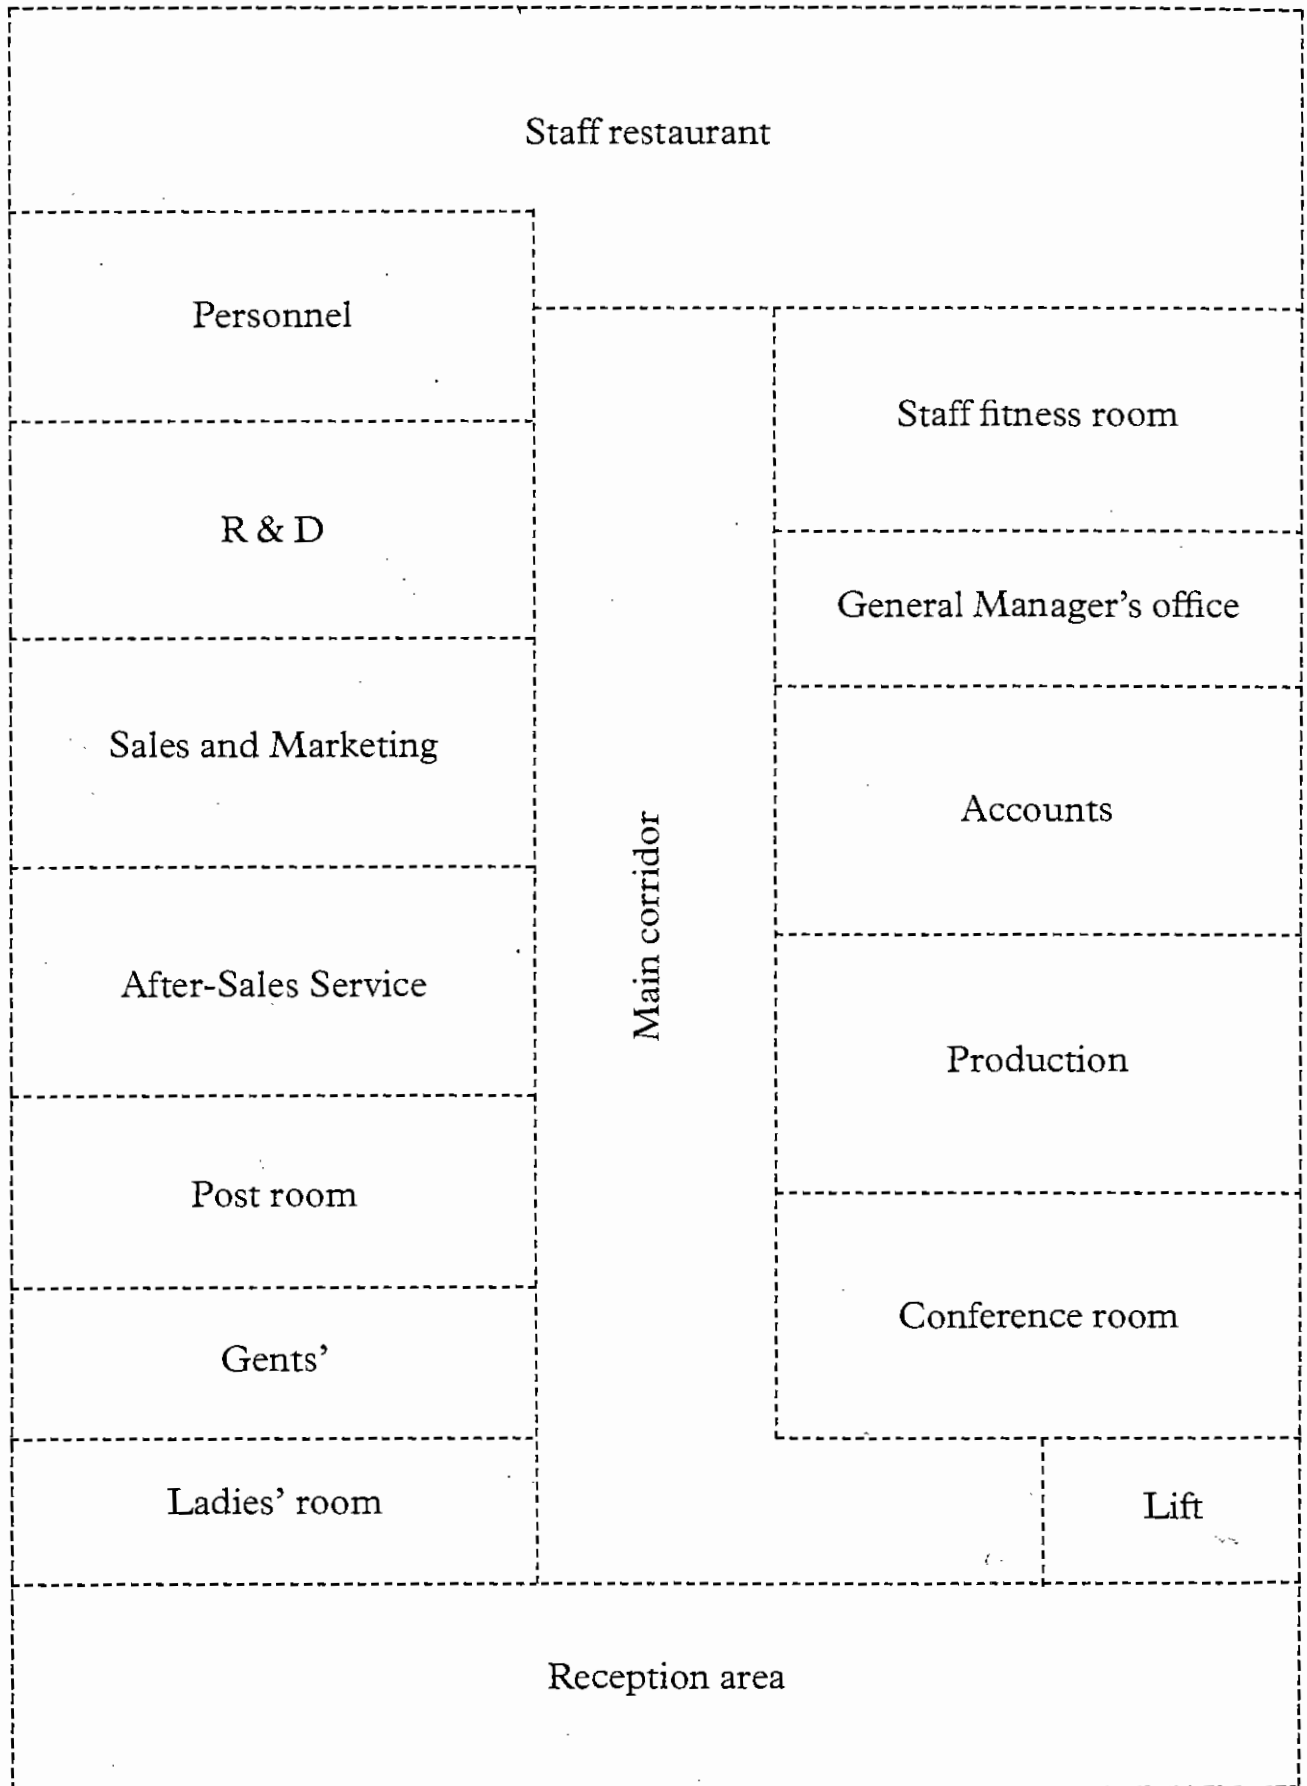 Staff restaurant
Personnel
Staff fitness room
R & D
General Manager's office
Sales and Marketing
Accounts
Main corridor
After-Sales Service
Production
Post room
Conference room
Gents'
Ladies' room
Lift
Reception area